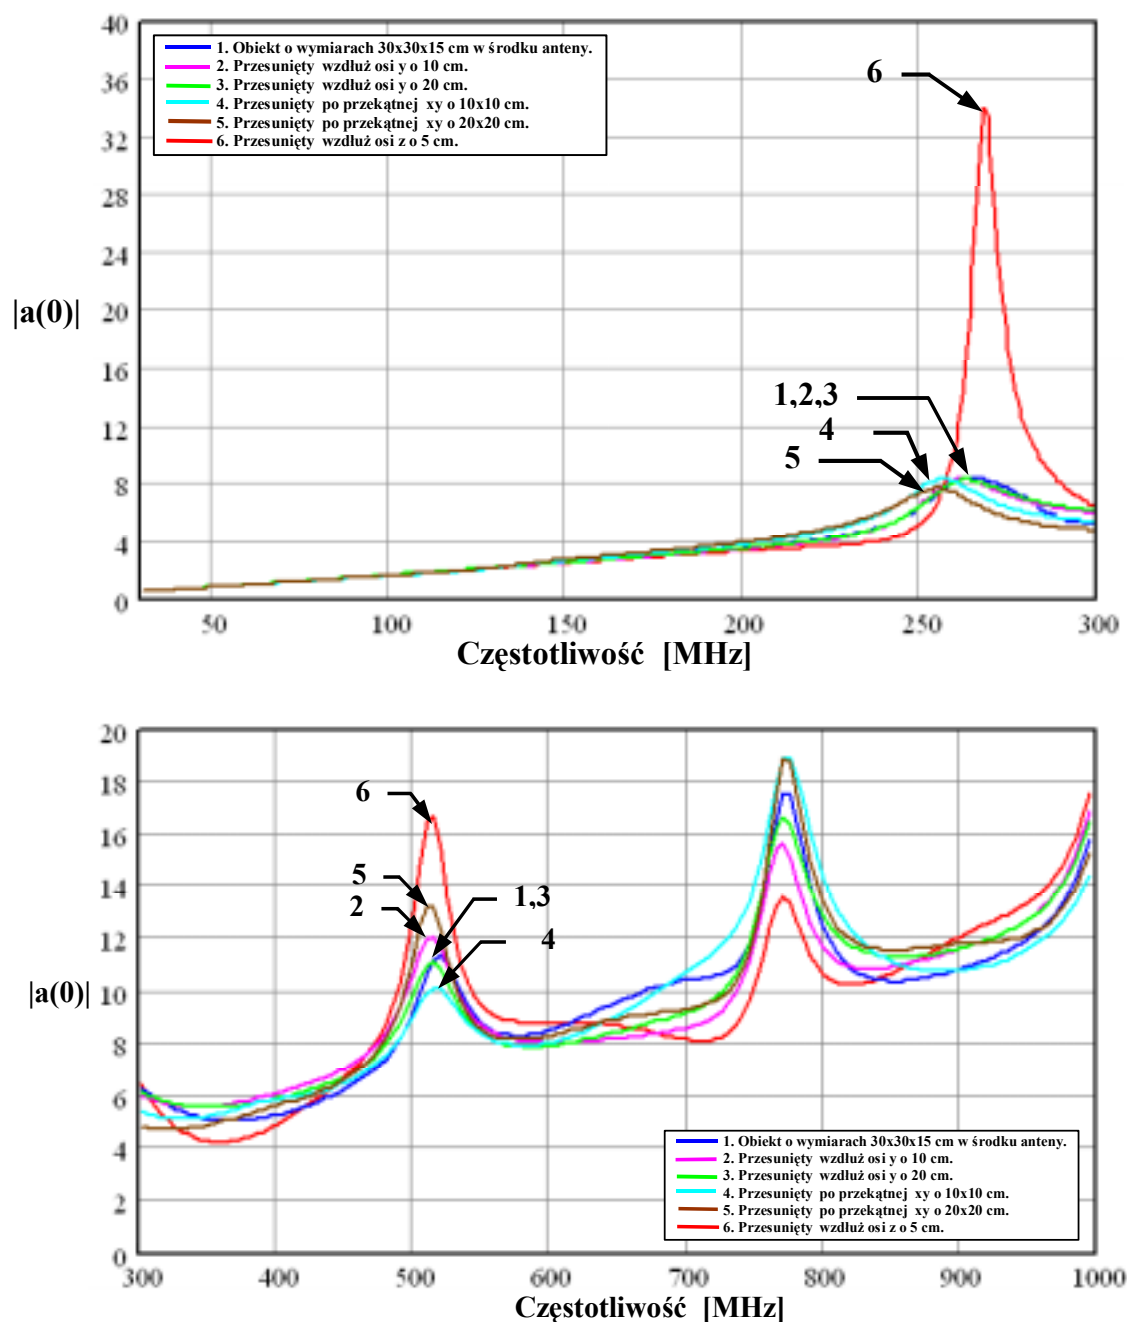 40
36
32
28
24
20
16
12
8
4
0
|a(0)|
1. Obiekt o wymiarach 30x30x15 cm w środku anteny.
2. Przesunięty wzdłuż osi y o 10 cm.
3. Przesunięty wzdłuż osi y o 20 cm.
4. Przesunięty po przekątnej xy o 10x10 cm.
5. Przesunięty po przekątnej xy o 20x20 cm.
6. Przesunięty wzdłuż osi z o 5 cm.
6
1,2,3
4
5
50 100 150 200 250 300
Częstotliwość [MHz]
20
18
16
14
12
10
8
6
4
2
0
|a(0)|
6
5
2
1,3
4
1. Obiekt o wymiarach 30x30x15 cm w środku anteny.
2. Przesunięty wzdłuż osi y o 10 cm.
3. Przesunięty wzdłuż osi y o 20 cm.
4. Przesunięty po przekątnej xy o 10x10 cm.
5. Przesunięty po przekątnej xy o 20x20 cm.
6. Przesunięty wzdłuż osi z o 5 cm.
300 400 500 600 700 800 900 1000
Częstotliwość [MHz]